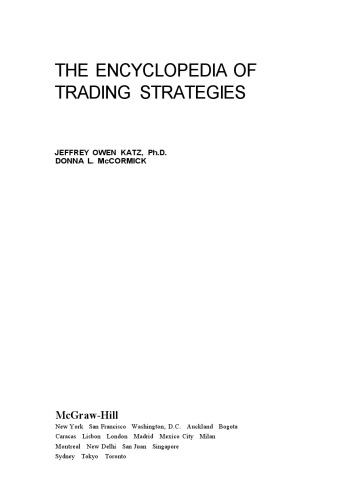 THE ENCYCLOPEDIA OF
TRADING STRATEGIES
JEFFREY OWEN KATZ, Ph.D.
DONNA L. McCORMICK
McGraw-Hill
New York San Francisco Washington, D.C. Auckland Bogota
Caracas Lisbon London Madrid Mexico City Milan
Montreal New Delhi San Juan Singapore
Sydney Tokyo Toronto